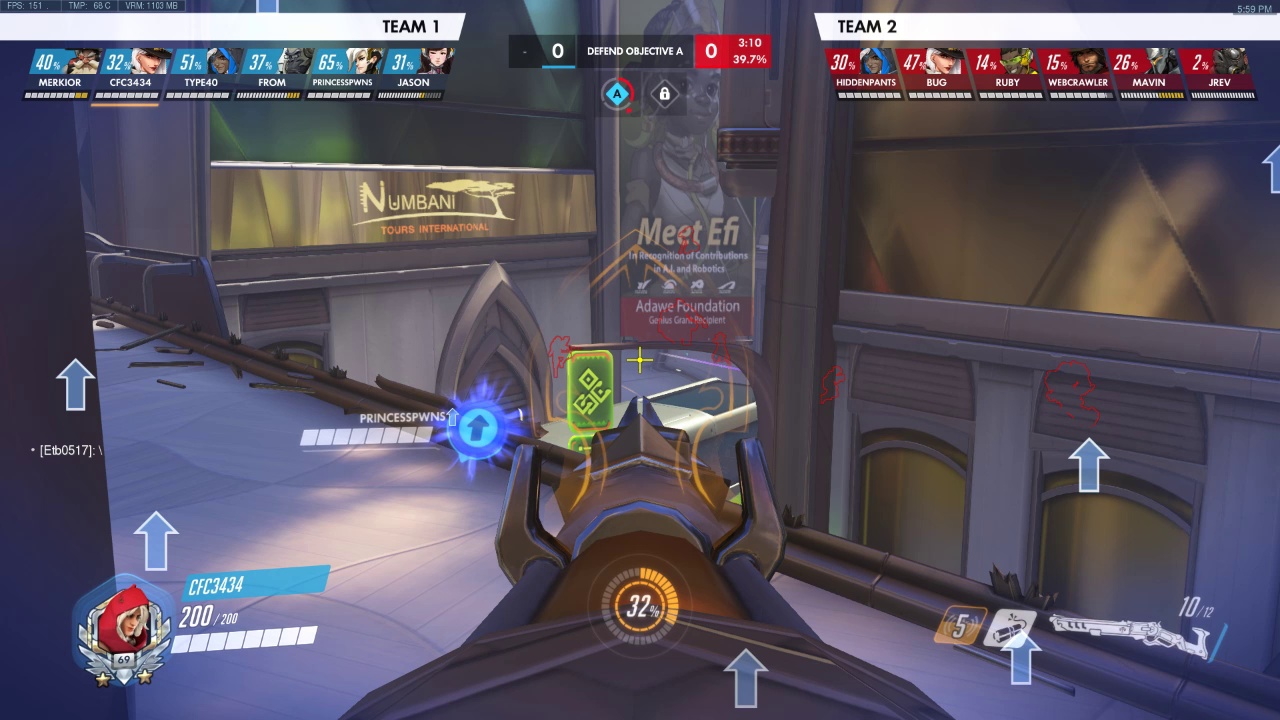 FPS: 151 TMP: 68 C VRM: 1103 MB
5:59 PM
TEAM 1
- 0 DEFEND OBJECTIVE A 0 3:10 39.7%
TEAM 2
40% 32% 51% 37% 65% 31%
MERKIOR CFC3434 TYPE40 FROM PRINCESSPWNS JASON
30% 47% 14% 15% 26% 2%
HIDDENPANTS BUG RUBY WEBCRAWLER MAVIN JREV
A
NUMBANI
TOURS INTERNATIONAL
Meet Efi
In Recognition of Contributions
in A.I. and Robotics
Adawe Foundation
Genius Grant Recipient
PRINCESSPWNS
• [Etb0517]: \
CFC3434
200 / 200
69
32%
5
10/12